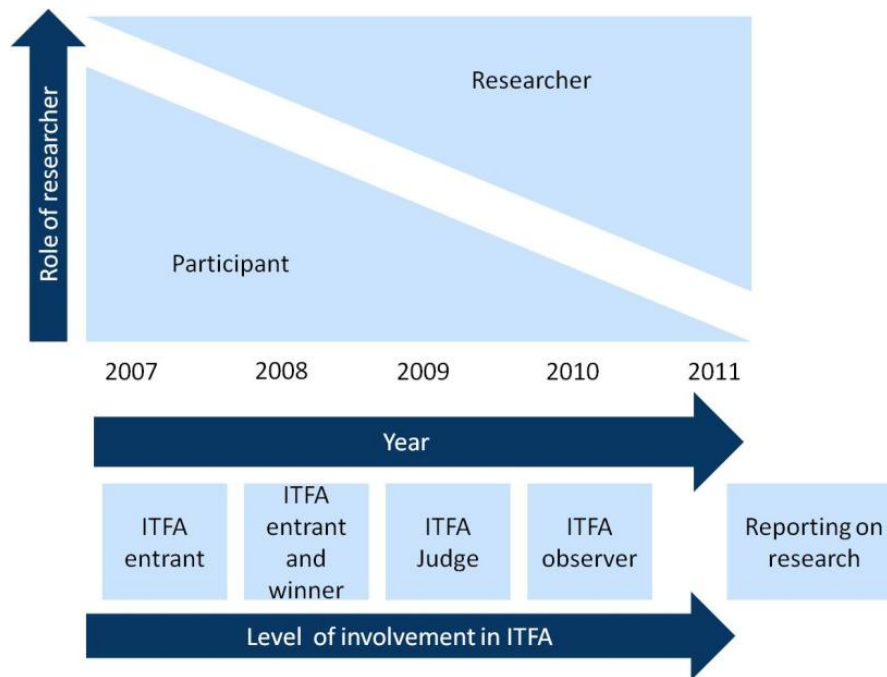 Role of researcher
Researcher
Participant
2007 2008 2009 2010 2011
Year
ITFA
entrant
ITFA
entrant
and
winner
ITFA
Judge
ITFA
observer
Reporting on
research
Level of involvement in ITFA